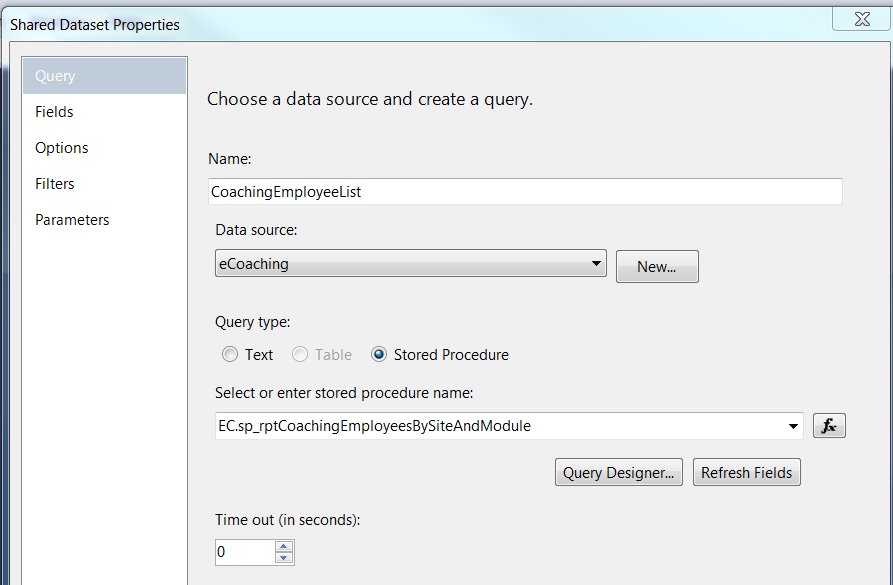 Shared Dataset Properties
Query
Fields
Options
Filters
Parameters
Choose a data source and create a query.
Name:
CoachingEmployeeList
Data source:
eCoaching
New...
Query type:
Text Table Stored Procedure
Select or enter stored procedure name:
EC.sp_rptCoachingEmployeesBySiteAndModule
fx
Query Designer... Refresh Fields
Time out (in seconds):
0